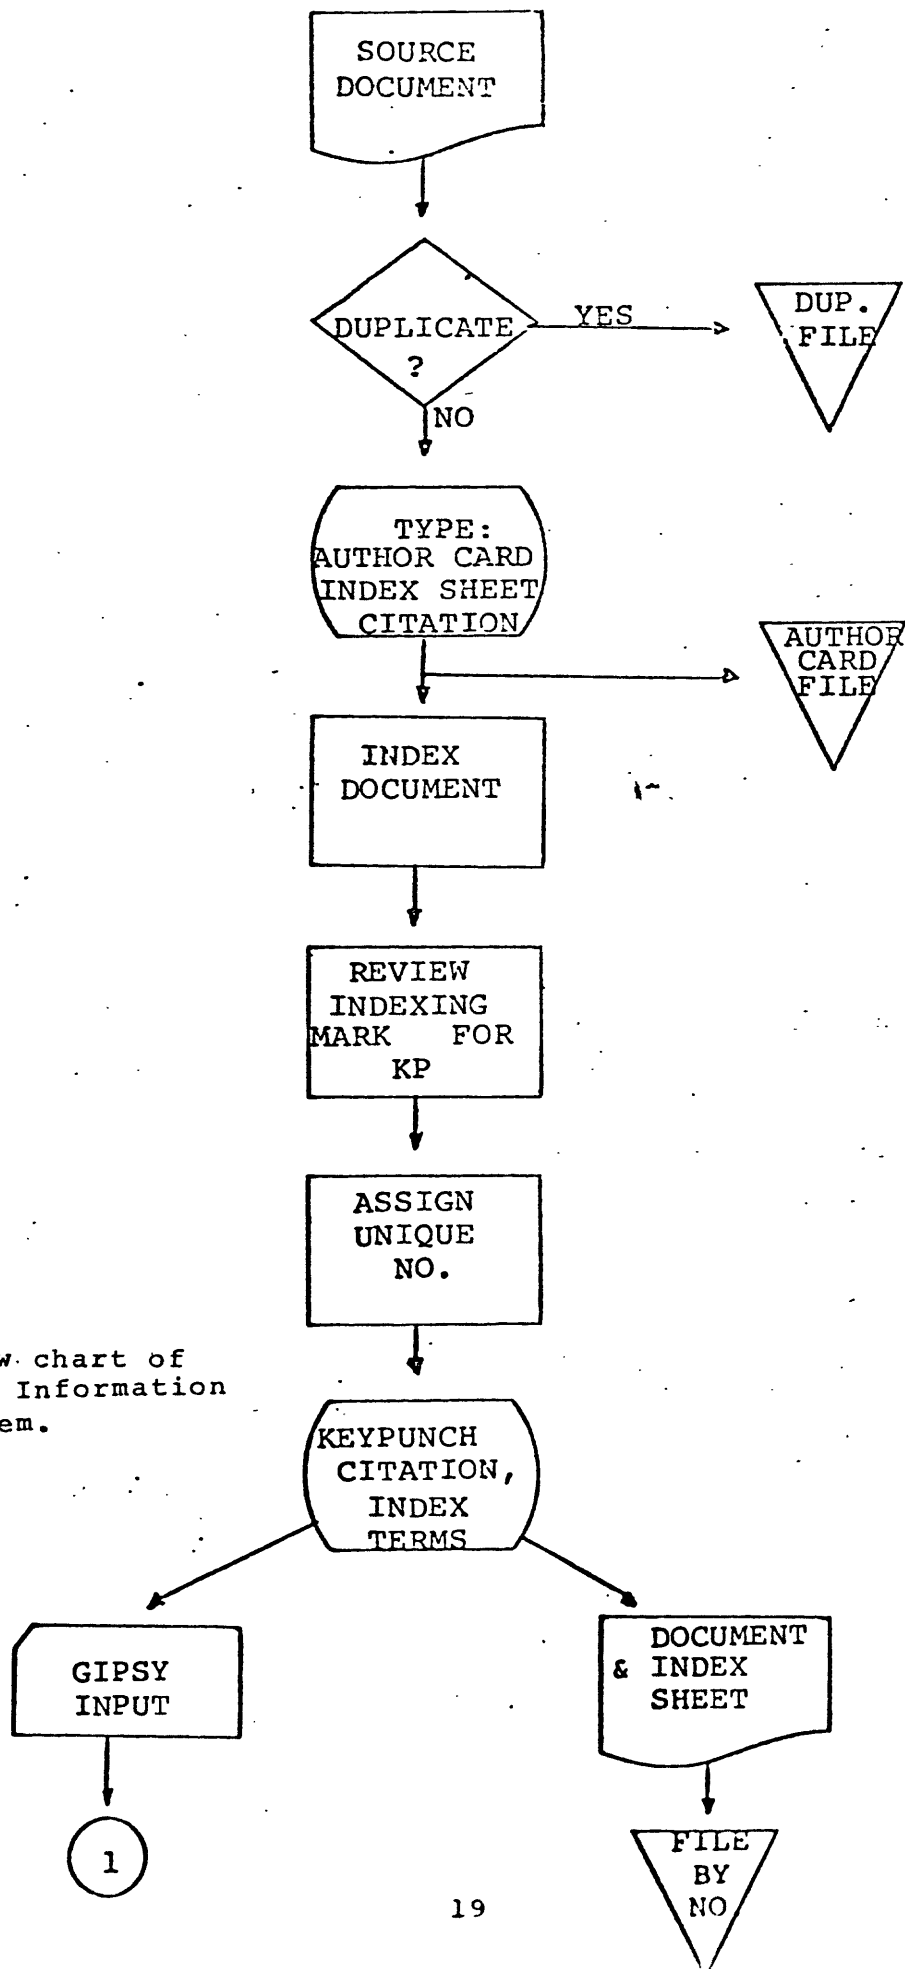 SOURCE
DOCUMENT
DUPLICATE
?
YES
DUP.
FILE
NO
TYPE:
AUTHOR CARD
INDEX SHEET
CITATION
AUTHOR
CARD
FILE
INDEX
DOCUMENT
REVIEW
INDEXING
MARK FOR
KP
ASSIGN
UNIQUE
NO.
w chart of
Information
em.
KEYPUNCH
CITATION,
INDEX
TERMS
GIPSY
INPUT
DOCUMENT
& INDEX
SHEET
1
FILE
BY
NO
19